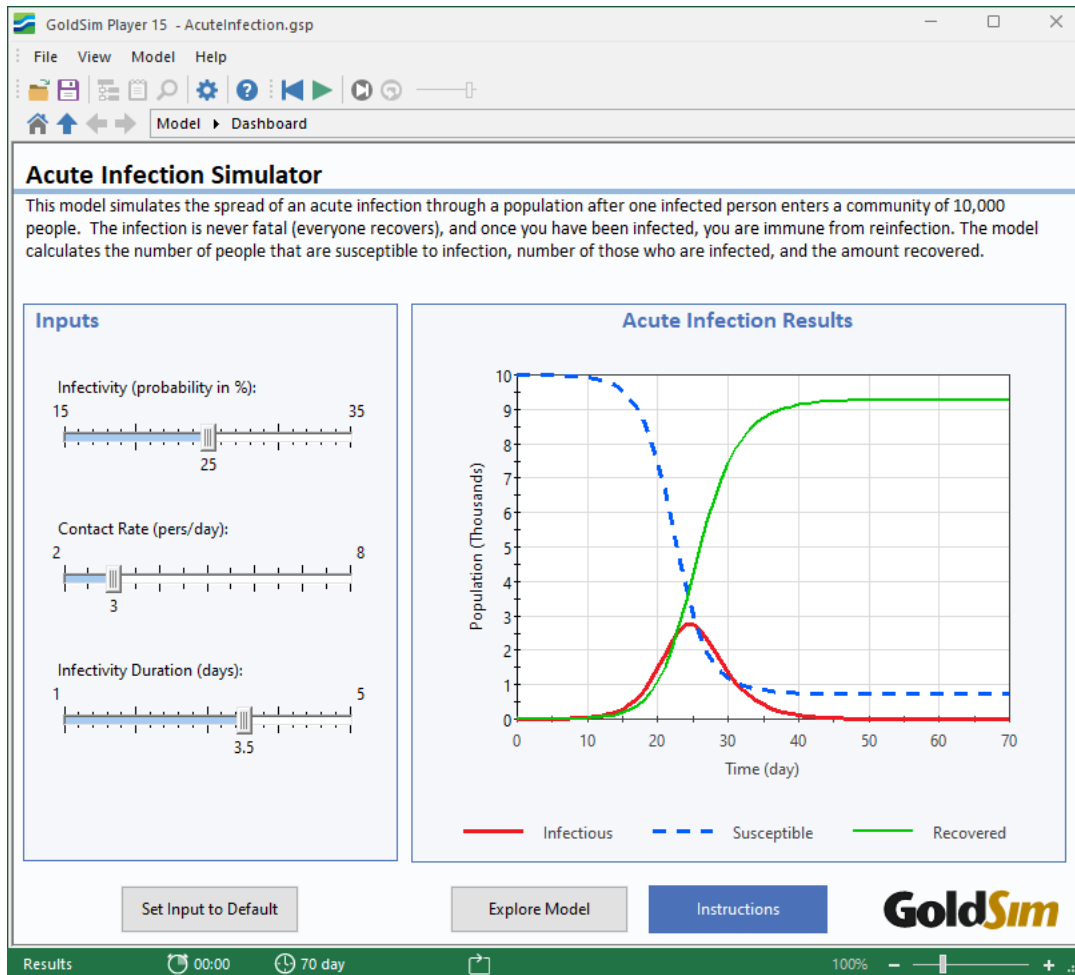 GoldSim Player 15 - AcuteInfection.gsp
File View Model Help
Model Dashboard
Acute Infection Simulator
This model simulates the spread of an acute infection through a population after one infected person enters a community of 10,000
people. The infection is never fatal (everyone recovers), and once you have been infected, you are immune from reinfection. The model
calculates the number of people that are susceptible to infection, number of those who are infected, and the amount recovered.
Inputs
Infectivity (probability in %):
15 35
25
Contact Rate (pers/day):
2 8
3
Infectivity Duration (days):
1 5
3.5
Acute Infection Results
Population (Thousands)
10
9
8
7
6
5
4
3
2
1
0
0 10 20 30 40 50 60 70
Time (day)
Infectious Susceptible Recovered
Set Input to Default
Explore Model
Instructions
GoldSim
Results 00:00 70 day 100%